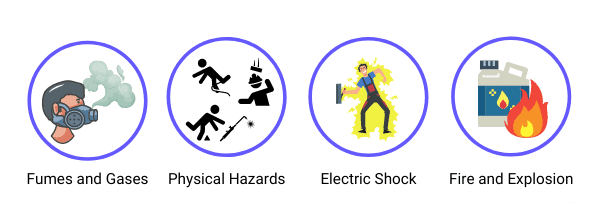 Fumes and Gases
Physical Hazards
Electric Shock
Fire and Explosion